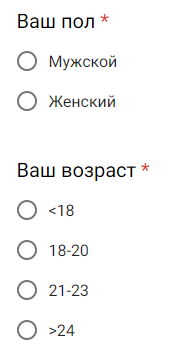 Ваш пол *
Мужской
Женский
Ваш возраст *
<18
18-20
21-23
>24